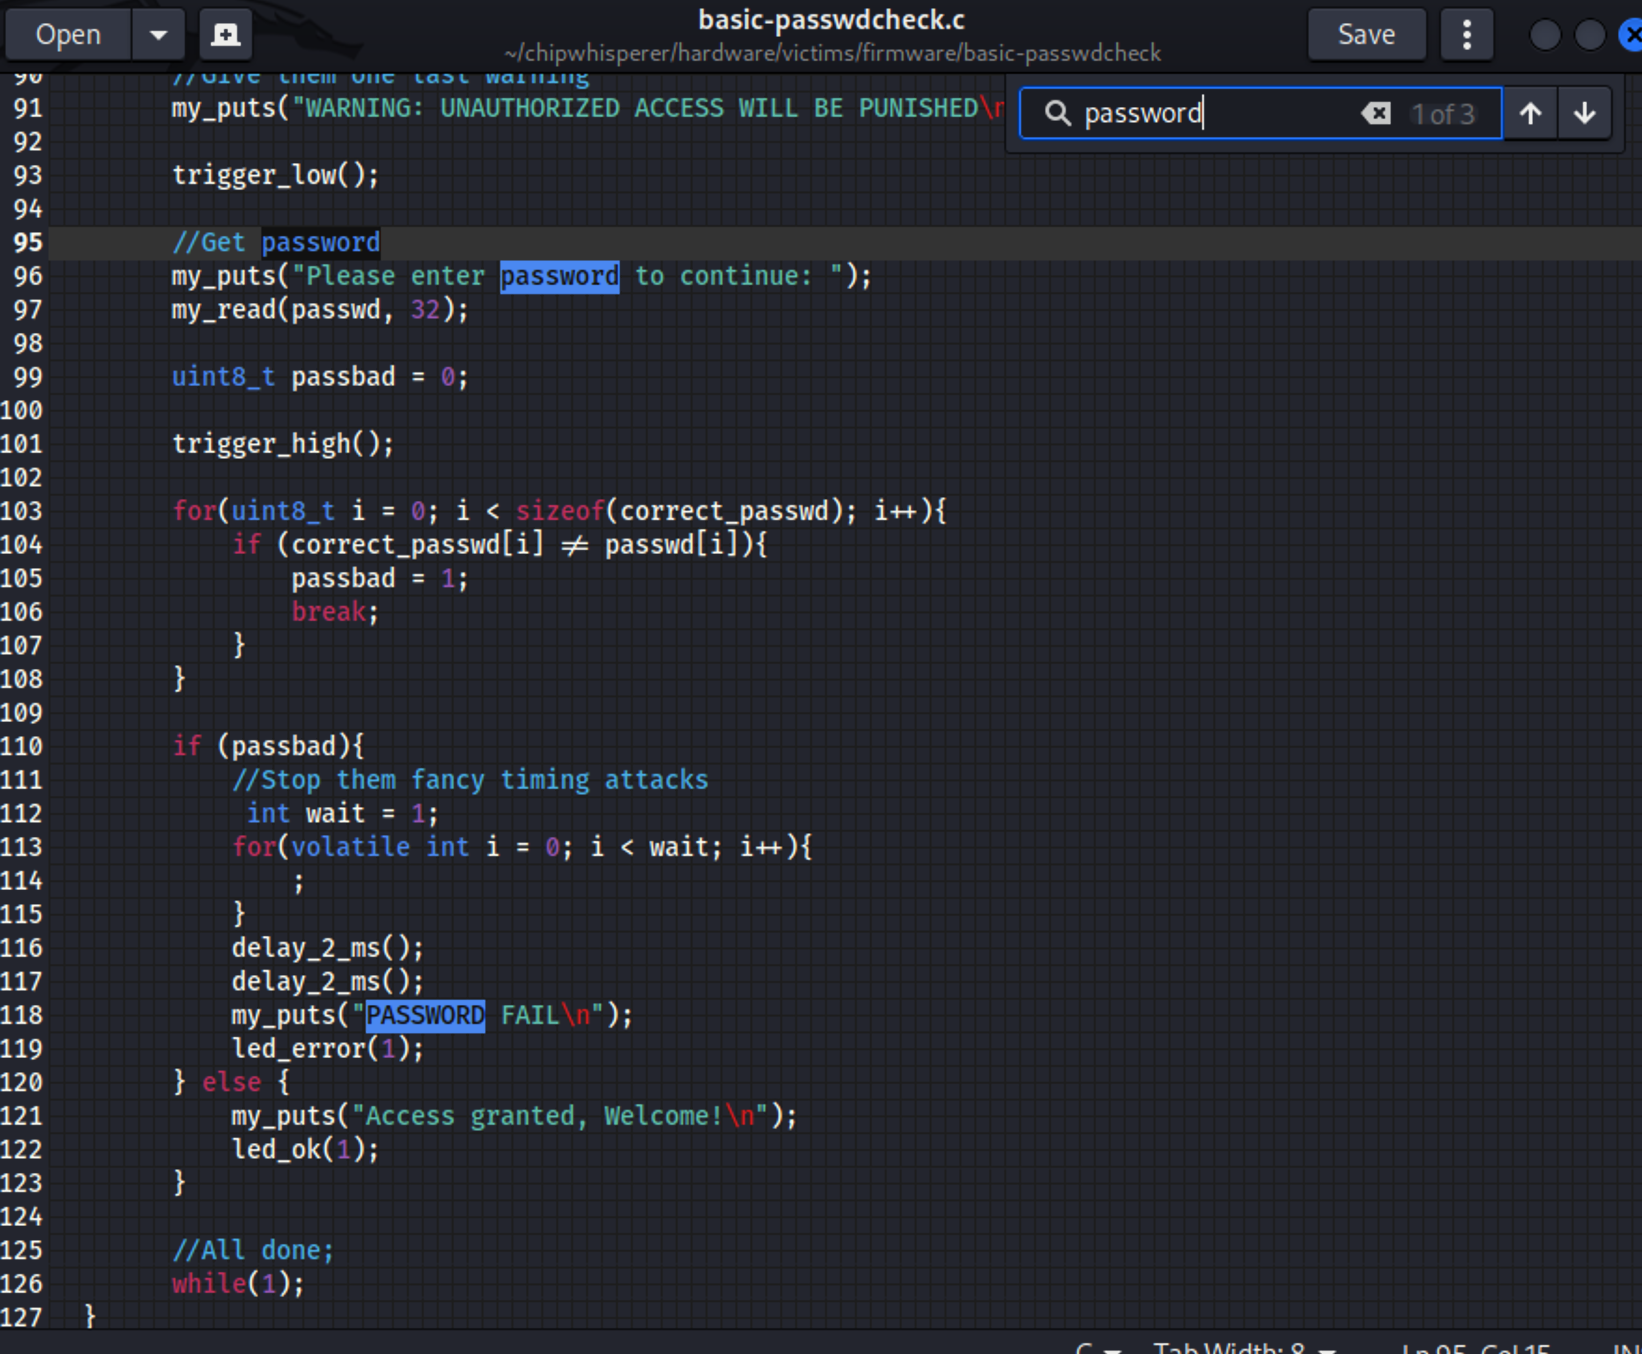 Open
basic-passwdcheck.c
~/chipwhisperer/hardware/victims/firmware/basic-passwdcheck
Save
password
1 of 3
90 //Give them one last warning
91 my_puts("WARNING: UNAUTHORIZED ACCESS WILL BE PUNISHED\n
92
93 trigger_low();
94
95 //Get password
96 my_puts("Please enter password to continue: ");
97 my_read(passwd, 32);
98
99 uint8_t passbad = 0;
100
101 trigger_high();
102
103 for(uint8_t i = 0; i < sizeof(correct_passwd); i++){
104 if (correct_passwd[i] != passwd[i]){
105 passbad = 1;
106 break;
107 }
108 }
109
110 if (passbad){
111 //Stop them fancy timing attacks
112 int wait = 1;
113 for(volatile int i = 0; i < wait; i++){
114 ;
115 }
116 delay_2_ms();
117 delay_2_ms();
118 my_puts("PASSWORD FAIL\n");
119 led_error(1);
120 } else {
121 my_puts("Access granted, Welcome!\n");
122 led_ok(1);
123 }
124
125 //All done;
126 while(1);
127 }
C Tab Width: 8 Ln 95, Col 15 IN